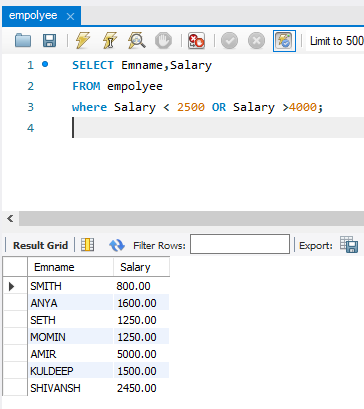 empolyee
Limit to 500
1 SELECT Emname,Salary
2 FROM empolyee
3 where Salary < 2500 OR Salary >4000;
4
Result Grid Filter Rows: Export:
Emname Salary
SMITH 800.00
ANYA 1600.00
SETH 1250.00
MOMIN 1250.00
AMIR 5000.00
KULDEEP 1500.00
SHIVANSH 2450.00